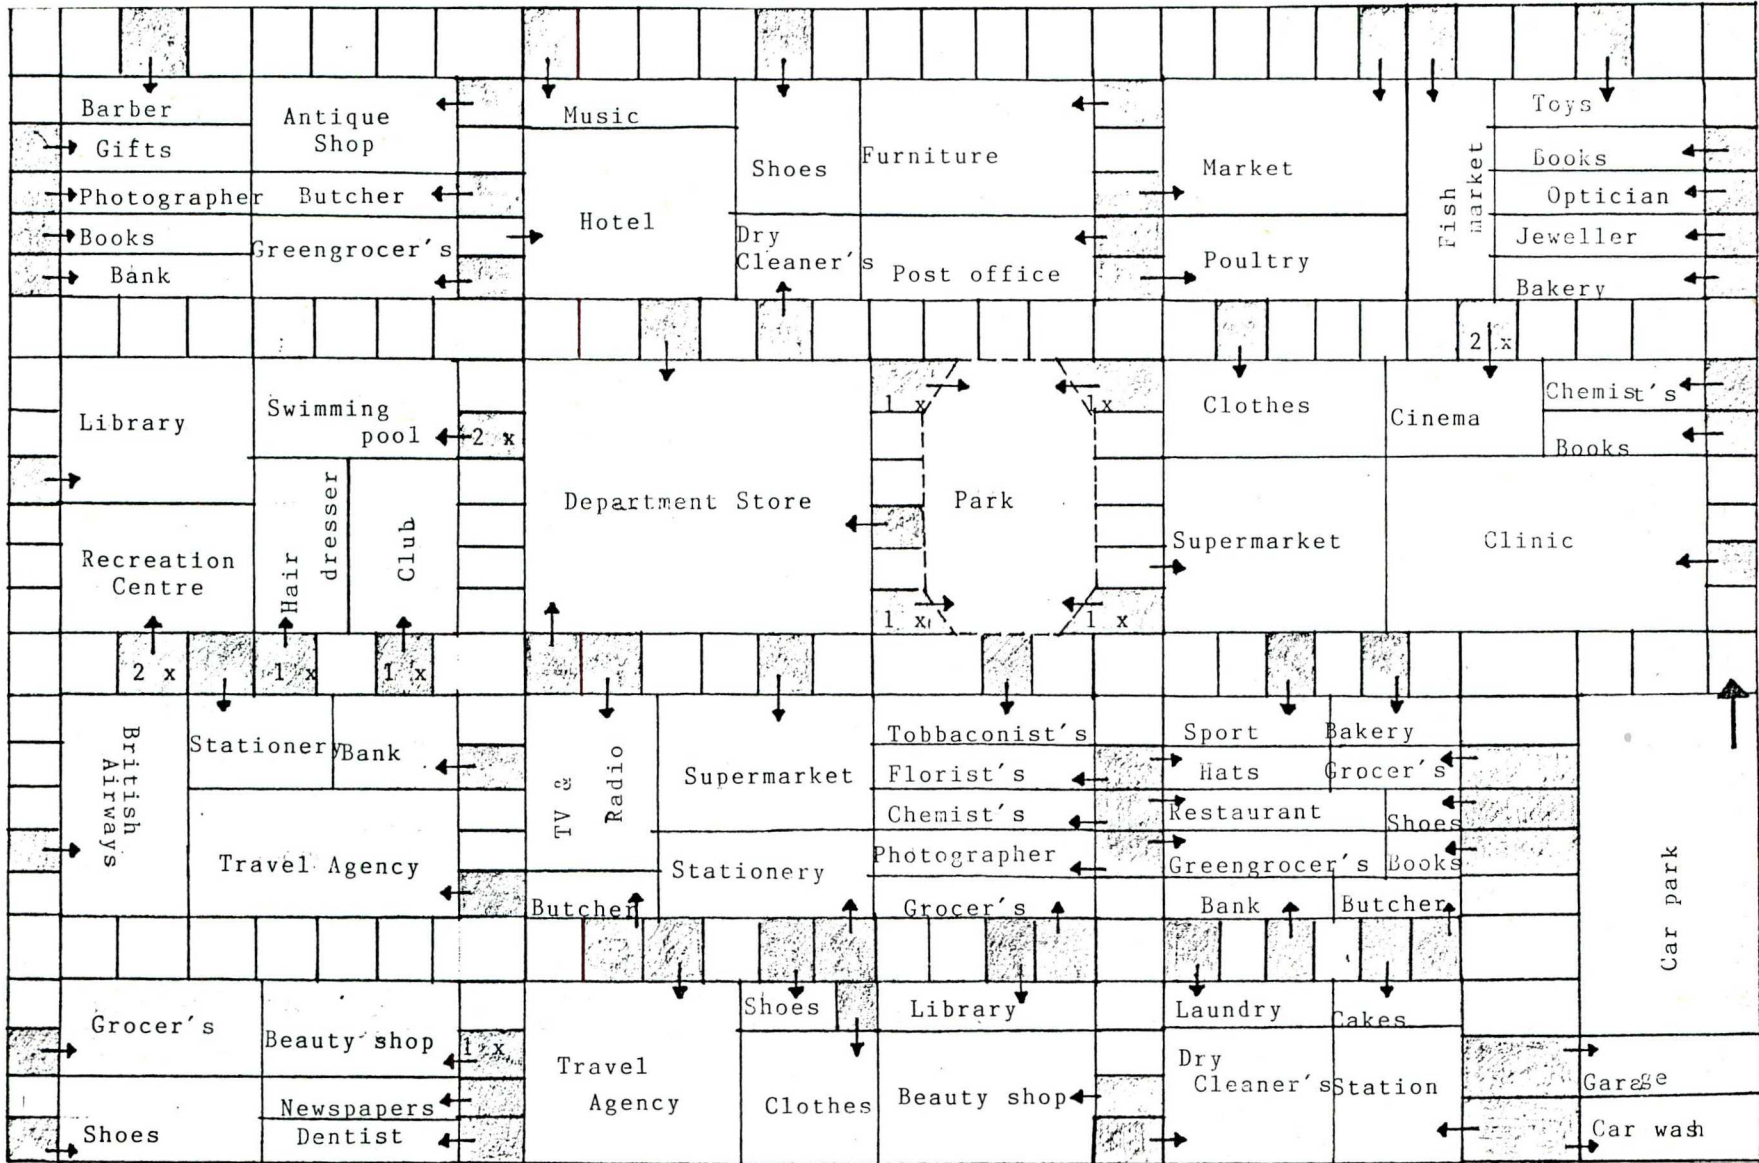 Barber
Antique
Shop
Gifts
Photographer
Butcher
Books
Greengrocer's
Bank
Music
Hotel
Shoes
Furniture
Dry
Cleaner's
Post office
Market
Poultry
Fish
market
Toys
Books
Optician
Jeweller
Bakery
Library
Swimming
pool
2 x
Recreation
Centre
Hair
dresser
Club
2 x
1 x
1 x
Department Store
1 x
1x
Park
1 x
1 x
2 x
Clothes
Cinema
Chemist's
Books
Supermarket
Clinic
British
Airways
Stationery
Bank
Travel Agency
TV &
Radio
Supermarket
Stationery
Butcher
Tobbaconist's
Florist's
Chemist's
Photographer
Grocer's
Sport
Bakery
Hats
Grocer's
Restaurant
Shoes
Greengrocer's
Books
Bank
Butcher
Car park
Grocer's
Beauty shop
1 x
Shoes
Newspapers
Dentist
Travel
Agency
Shoes
Clothes
Library
Beauty shop
Laundry
Cakes
Dry
Cleaner's
Station
Garage
Car wash